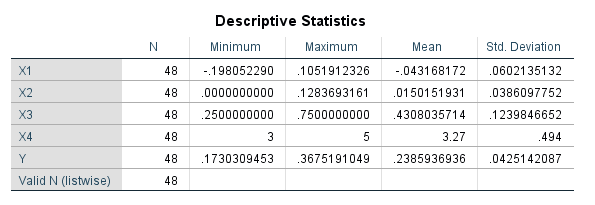 Descriptive Statistics
N Minimum Maximum Mean Std. Deviation
X1 48 -.198052290 .1051912326 -.043168172 .0602135132
X2 48 .0000000000 .1283693161 .0150151931 .0386097752
X3 48 .2500000000 .7500000000 .4308035714 .1239846652
X4 48 3 5 3.27 .494
Y 48 .1730309453 .3675191049 .2385936936 .0425142087
Valid N (listwise) 48